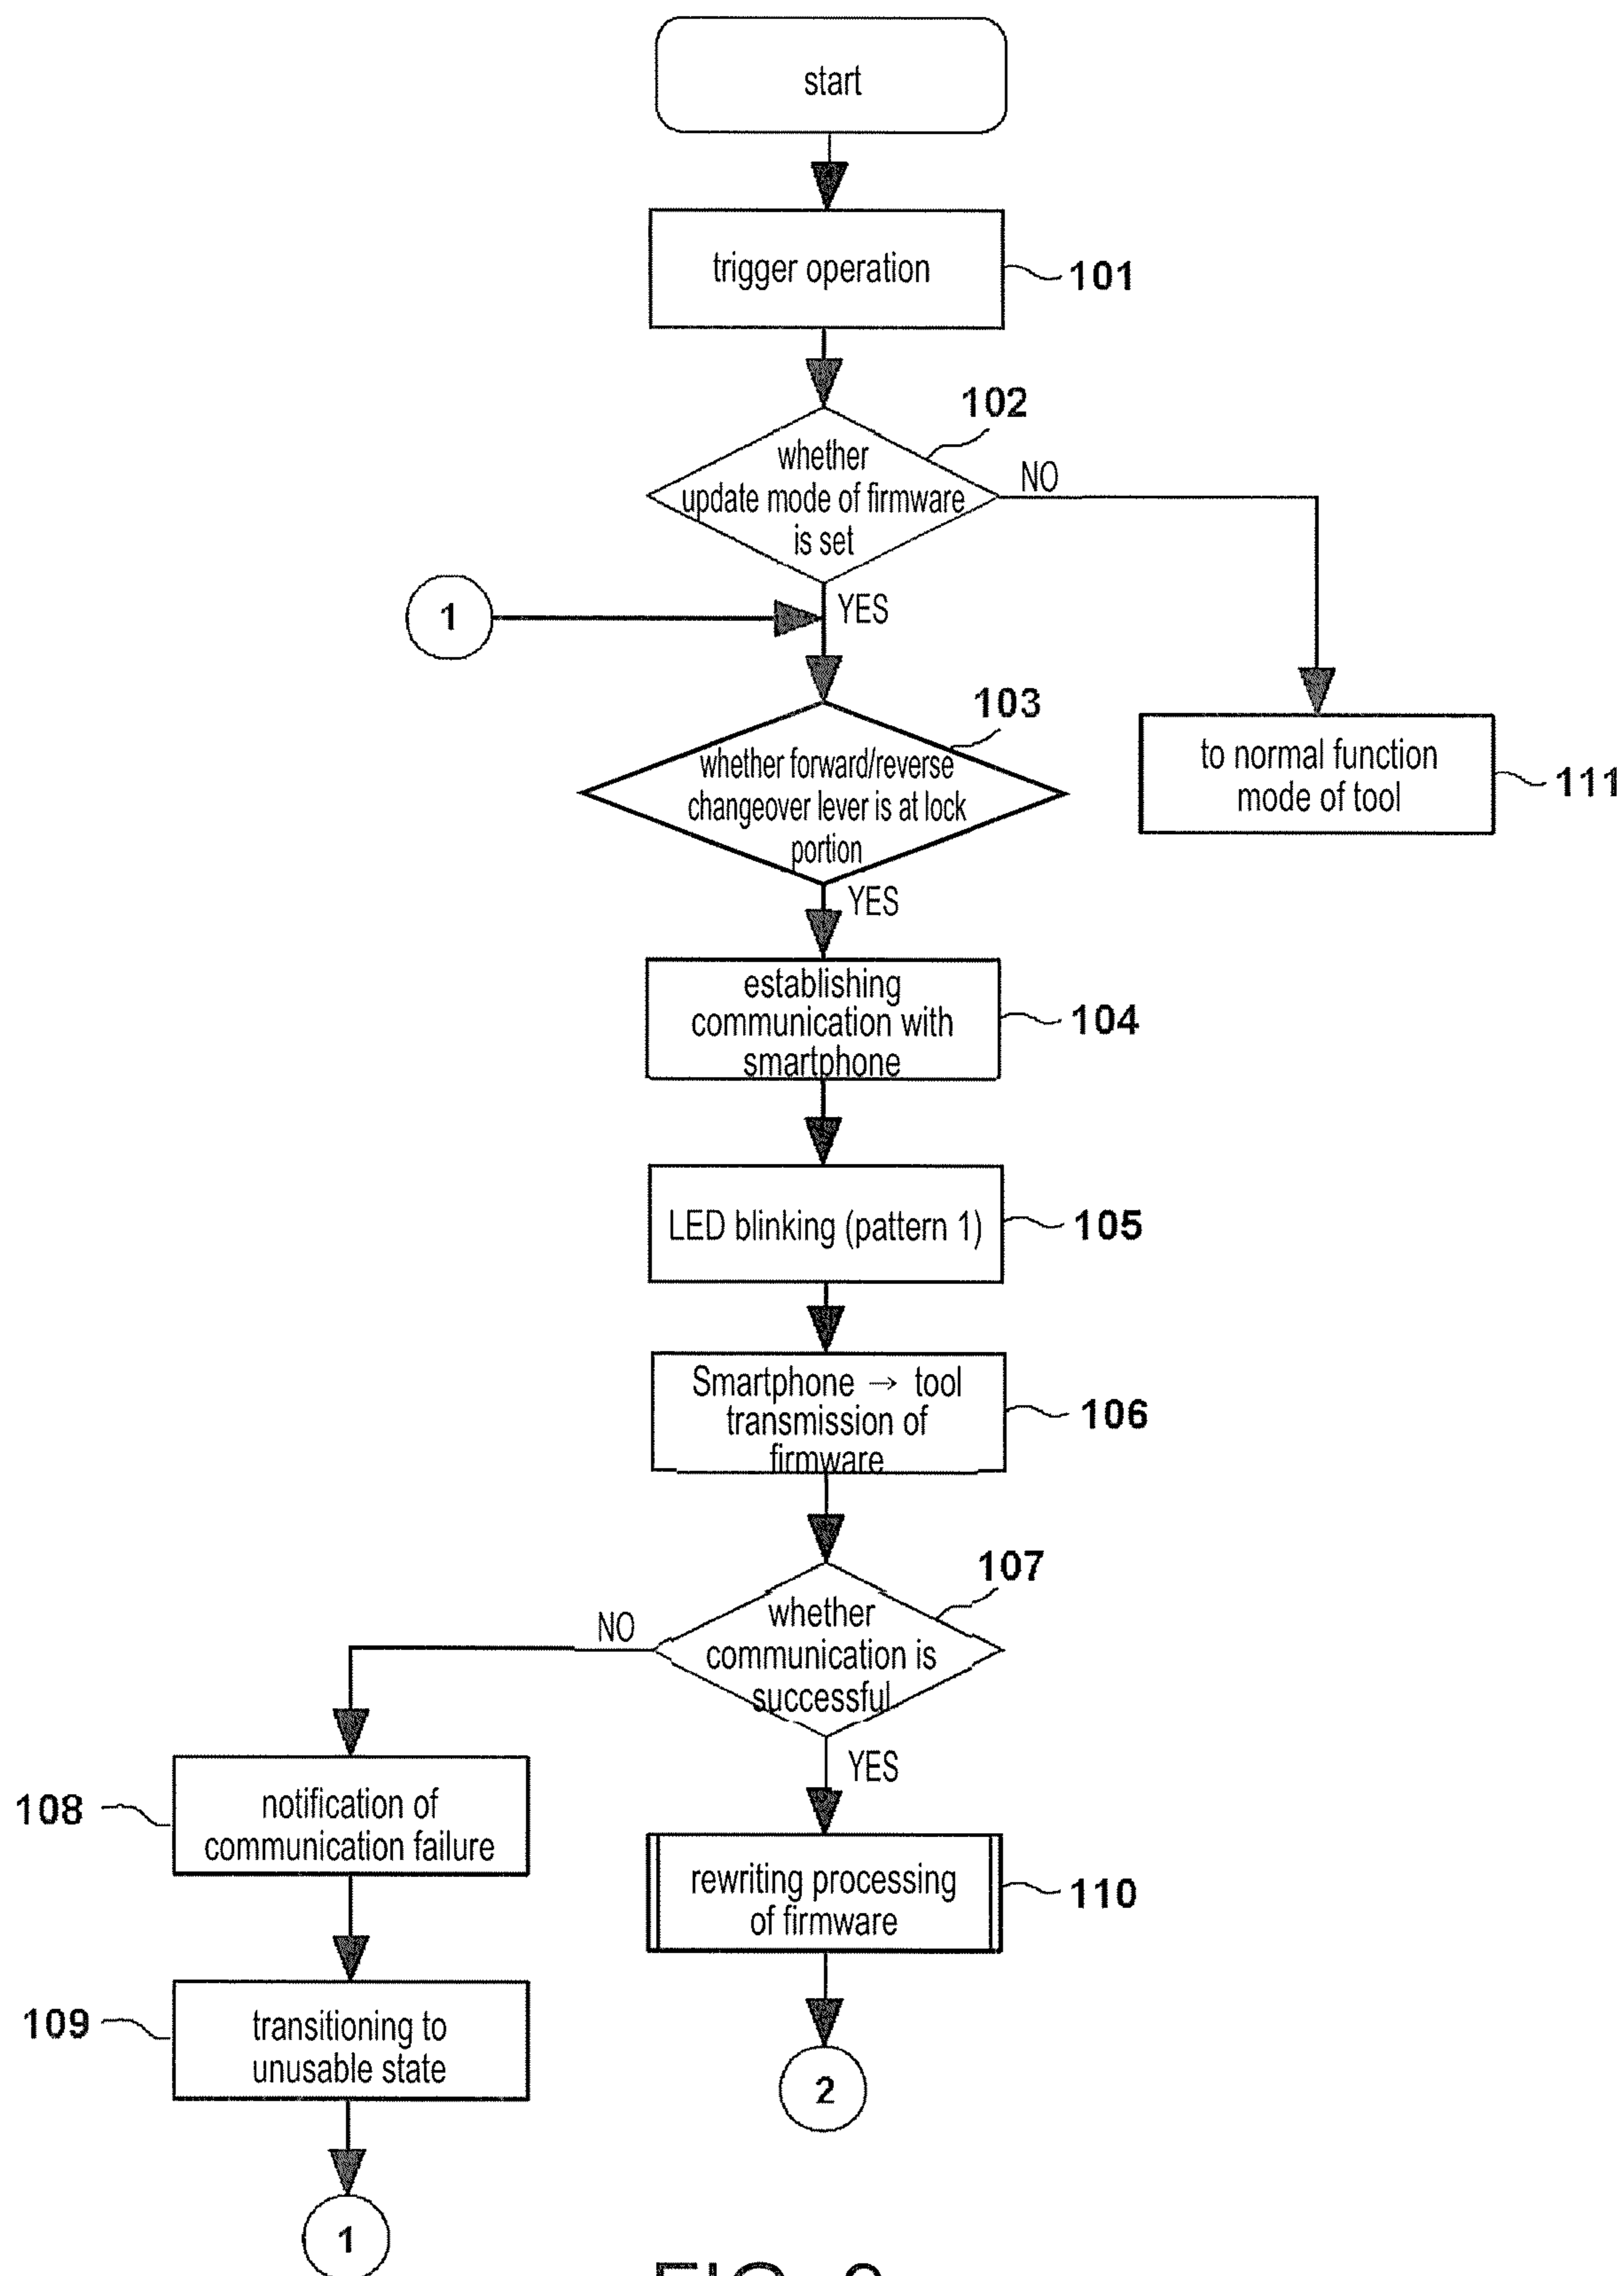 start
trigger operation
101
102
whether
update mode of firmware
is set
NO
1
YES
103
whether forward/reverse
changeover lever is at lock
portion
to normal function
mode of tool
111
YES
establishing
communication with
smartphone
104
LED blinking (pattern 1)
105
Smartphone → tool
transmission of
firmware
106
107
whether
communication is
successful
NO
YES
108
notification of
communication failure
rewriting processing
of firmware
110
109
transitioning to
unusable state
2
1